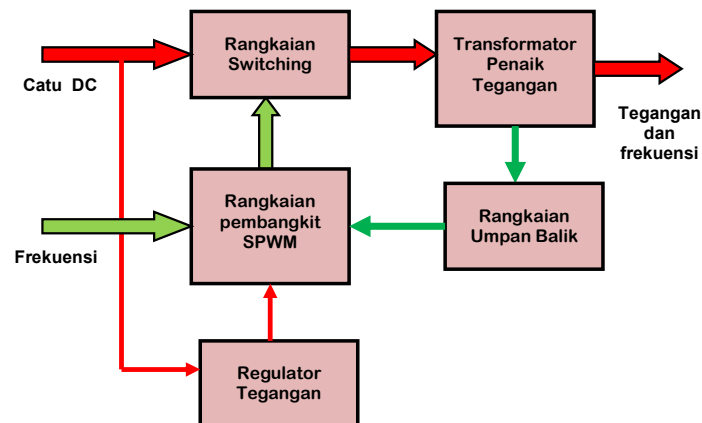 Rangkaian
Switching
Transformator
Penaik
Tegangan
Catu DC
Tegangan
dan
frekuensi
Rangkaian
pembangkit
SPWM
Rangkaian
Umpan Balik
Frekuensi
Regulator
Tegangan